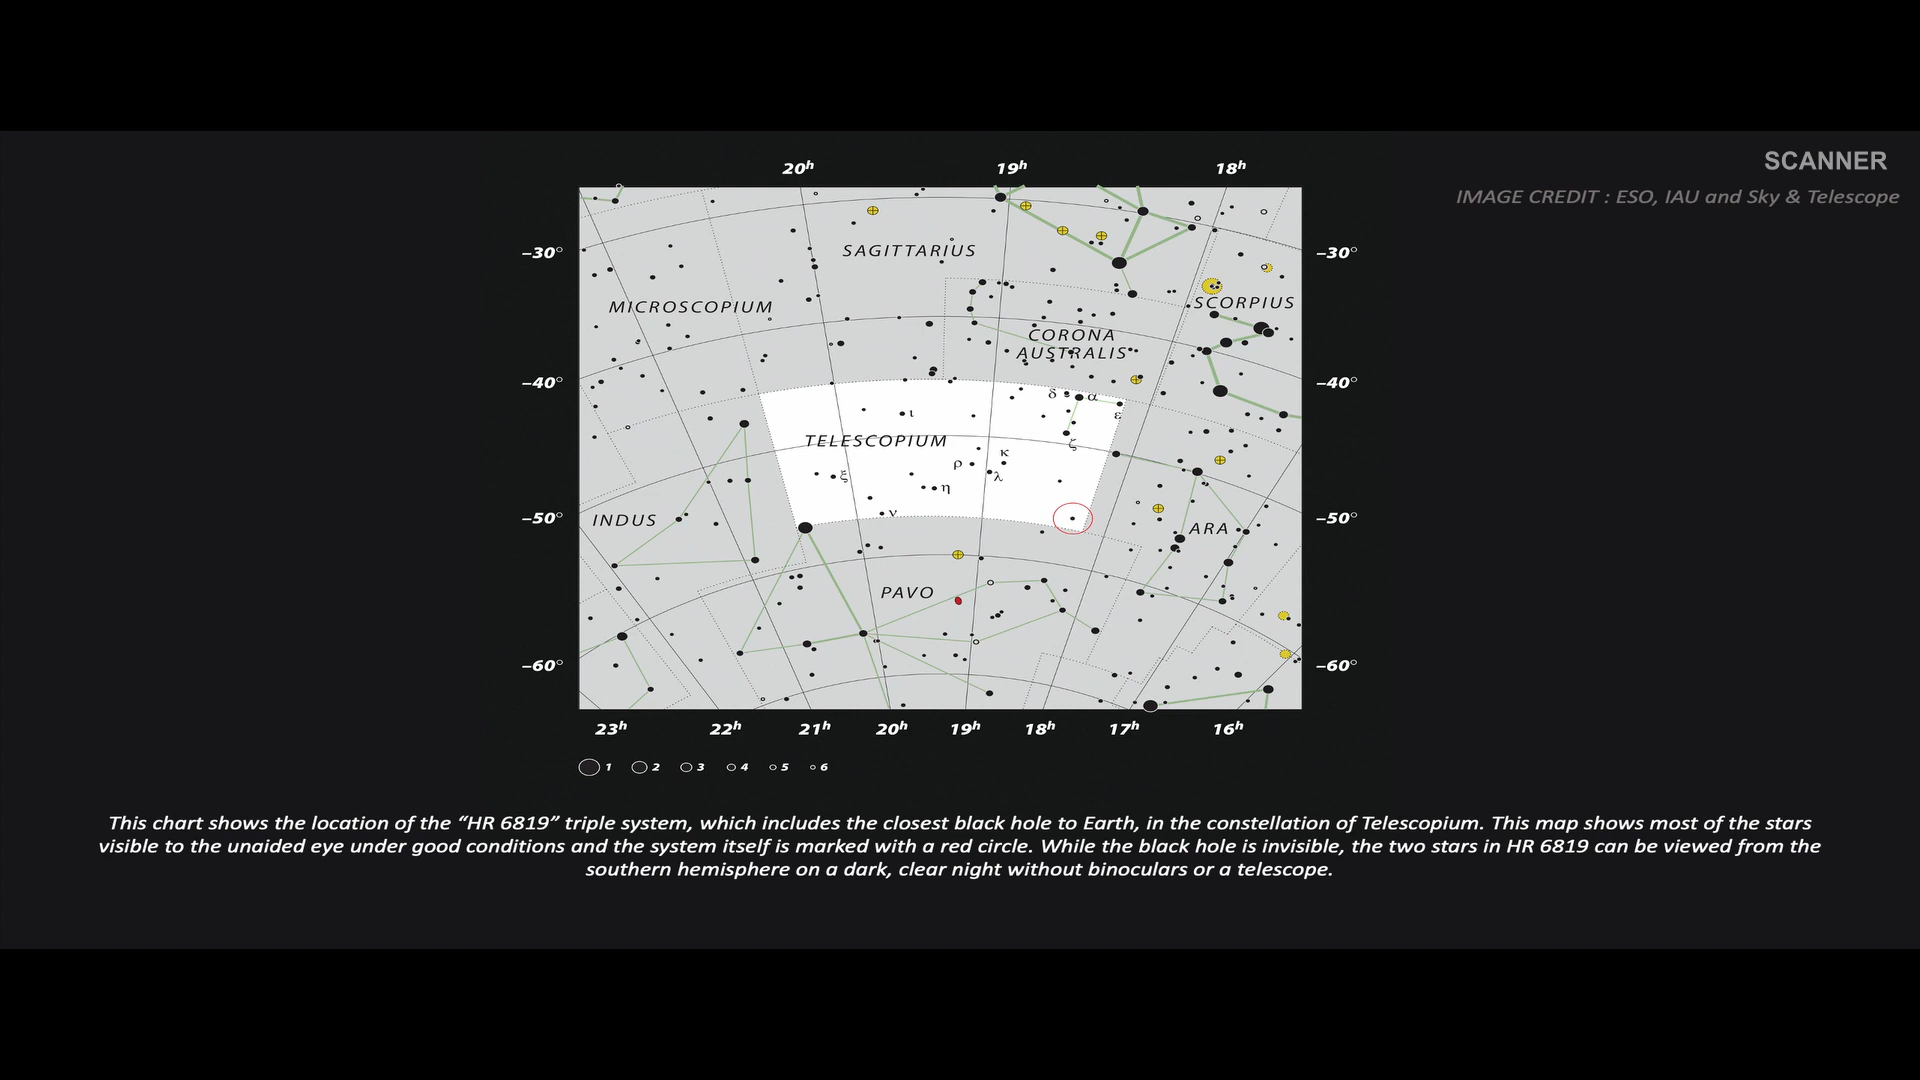 SCANNER
IMAGE CREDIT : ESO, IAU and Sky & Telescope
20h 19h 18h
-30° -30°
SAGITTARIUS
MICROSCOPIUM
SCORPIUS
CORONA
AUSTRALIS
-40° -40°
δ α
ε
ι
TELESCOPIUM
ζ
κ
ρ
λ
ξ
η
ν
-50° -50°
INDUS
ARA
PAVO
-60° -60°
23h 22h 21h 20h 19h 18h 17h 16h
1 2 3 4 5 6
This chart shows the location of the “HR 6819” triple system, which includes the closest black hole to Earth, in the constellation of Telescopium. This map shows most of the stars
visible to the unaided eye under good conditions and the system itself is marked with a red circle. While the black hole is invisible, the two stars in HR 6819 can be viewed from the
southern hemisphere on a dark, clear night without binoculars or a telescope.